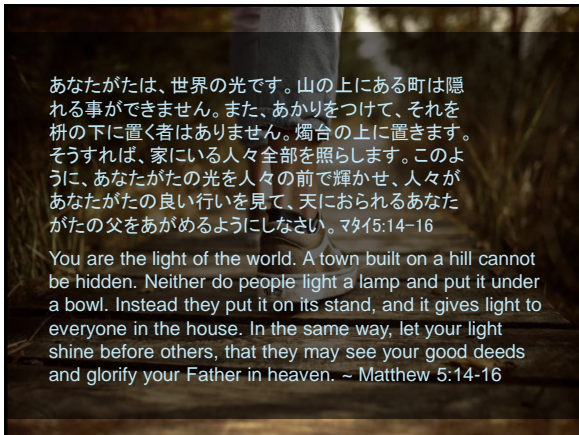 あなたがたは、世界の光です。山の上にある町は隠
れる事ができません。また、あかりをつけて、それを
枡の下に置く者はありません。燭台の上に置きます。
そうすれば、家にいる人々全部を照らします。このよ
うに、あなたがたの光を人々の前で輝かせ、人々が
あなたがたの良い行いを見て、天におられるあなた
がたの父をあがめるようにしなさい。ﾏﾀｲ5:14-16
You are the light of the world. A town built on a hill cannot
be hidden. Neither do people light a lamp and put it under
a bowl. Instead they put it on its stand, and it gives light to
everyone in the house. In the same way, let your light
shine before others, that they may see your good deeds
and glorify your Father in heaven. ~ Matthew 5:14-16